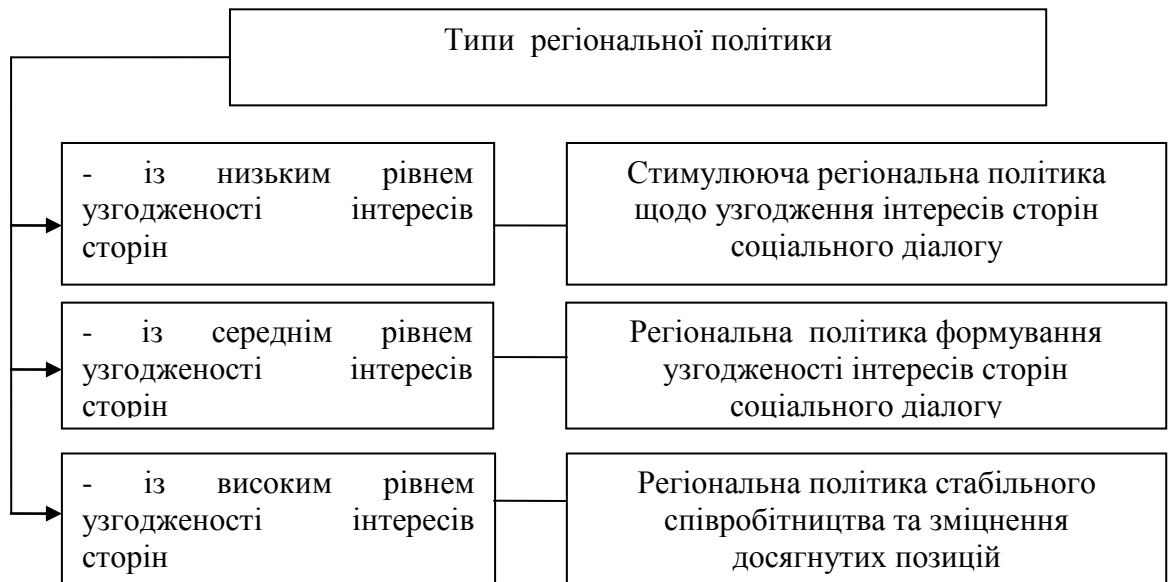 Типи регіональної політики
- із низьким рівнем
узгодженості інтересів
сторін
Стимулююча регіональна політика
щодо узгодження інтересів сторін
соціального діалогу
- із середнім рівнем
узгодженості інтересів
сторін
Регіональна політика формування
узгодженості інтересів сторін
соціального діалогу
- із високим рівнем
узгодженості інтересів
сторін
Регіональна політика стабільного
співробітництва та зміцнення
досягнутих позицій